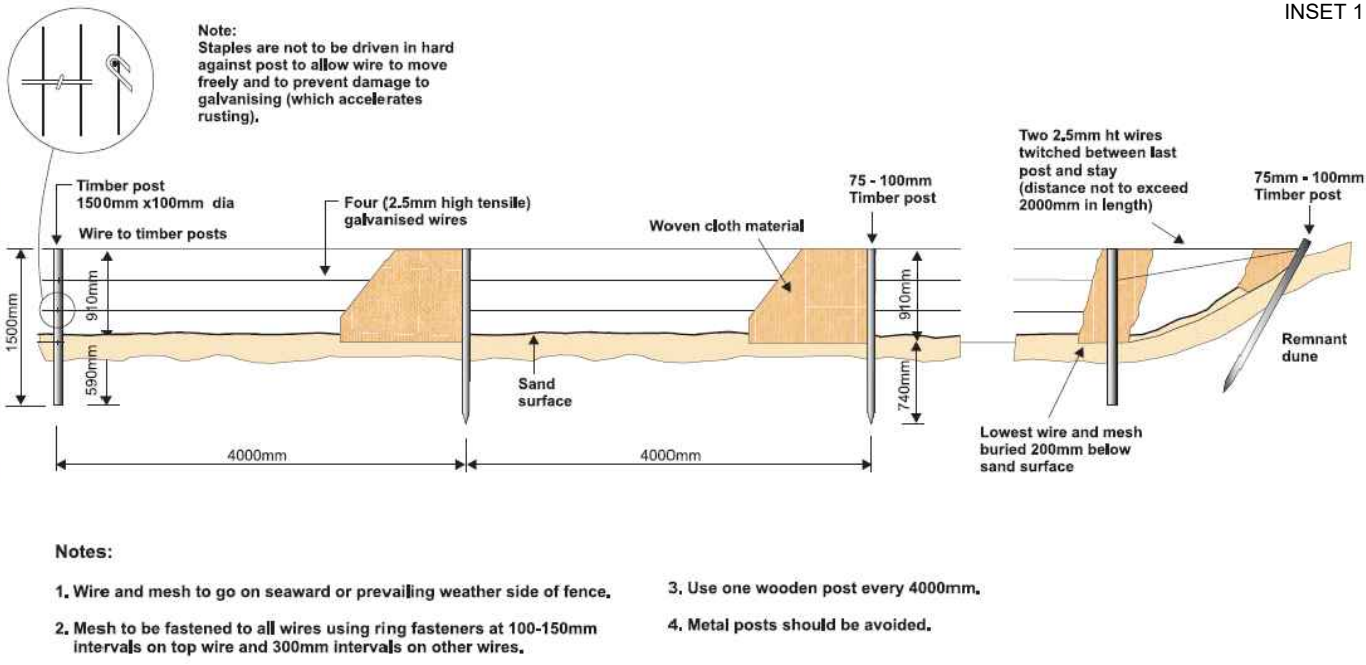 INSET 1
Note:
Staples are not to be driven in hard
against post to allow wire to move
freely and to prevent damage to
galvanising (which accelerates
rusting).
Timber post
1500mm x100mm dia
Wire to timber posts
Four (2.5mm high tensile)
galvanised wires
Woven cloth material
75 - 100mm
Timber post
Two 2.5mm ht wires
twitched between last
post and stay
(distance not to exceed
2000mm in length)
75mm - 100mm
Timber post
1500mm
910mm
590mm
910mm
740mm
Sand
surface
Remnant
dune
Lowest wire and mesh
buried 200mm below
sand surface
4000mm
4000mm
Notes:
1. Wire and mesh to go on seaward or prevailing weather side of fence.
2. Mesh to be fastened to all wires using ring fasteners at 100-150mm
intervals on top wire and 300mm intervals on other wires.
3. Use one wooden post every 4000mm.
4. Metal posts should be avoided.